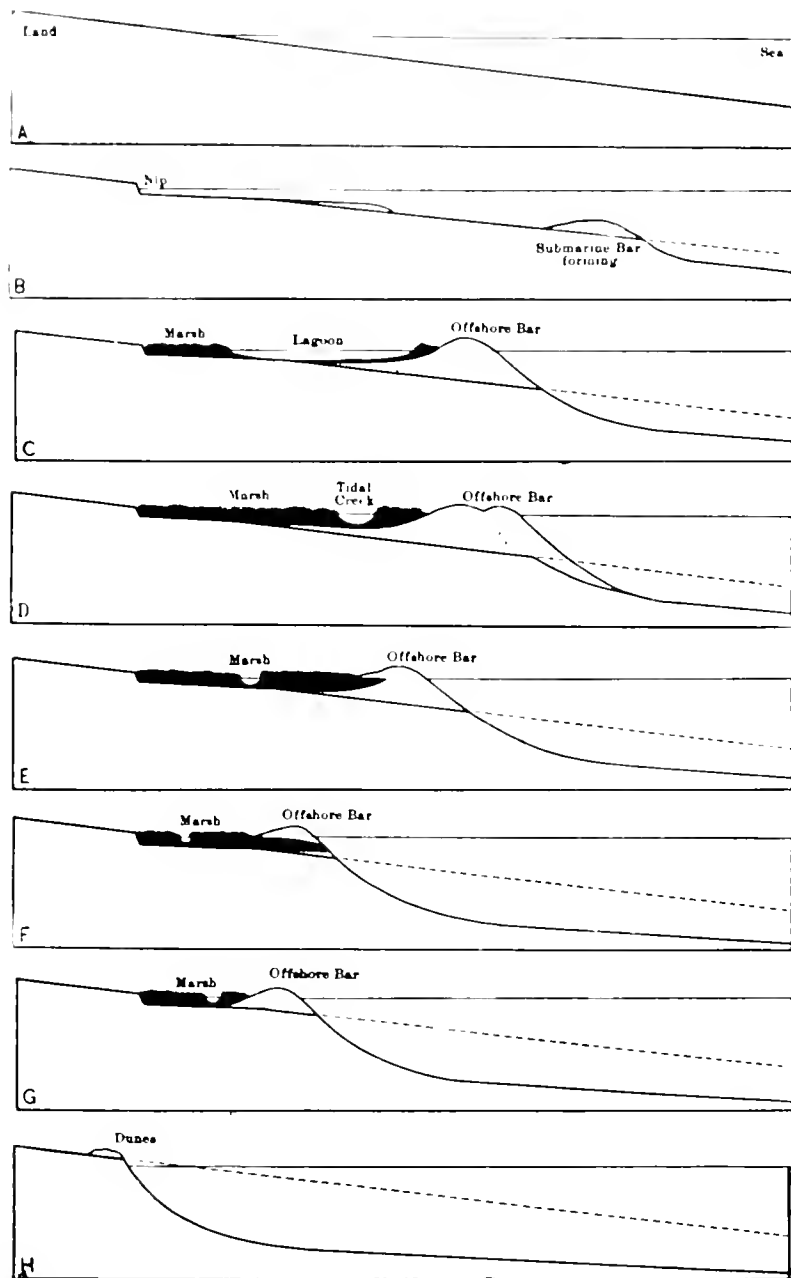 Land
Sea
A
Nip
Submarine Bar
forming
B
Marsh
Lagoon
Offshore Bar
C
Marsh
Tidal
Creek
Offshore Bar
D
Marsh
Offshore Bar
E
Marsh
Offshore Bar
F
Marsh
Offshore Bar
G
Dunes
H